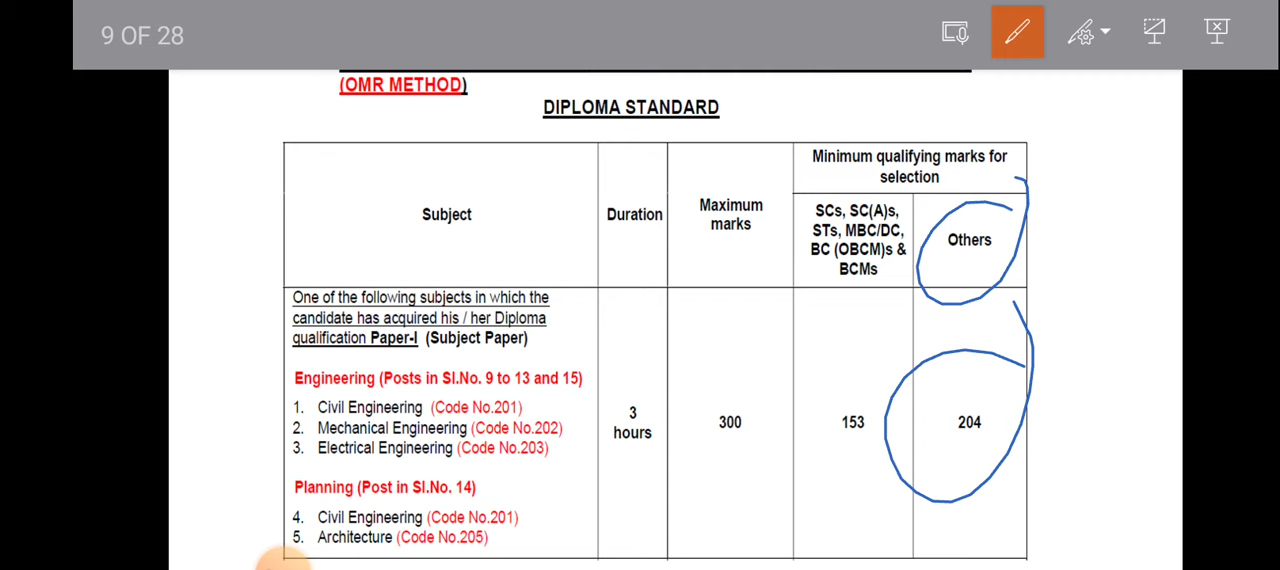 9 OF 28
(OMR METHOD)
DIPLOMA STANDARD
Subject
Duration
Maximum
marks
Minimum qualifying marks for
selection
SCs, SC(A)s,
STs, MBC/DC,
BC (OBCM)s &
BCMs
Others
One of the following subjects in which the
candidate has acquired his / her Diploma
qualification Paper-I (Subject Paper)
Engineering (Posts in Sl.No. 9 to 13 and 15)
1. Civil Engineering (Code No.201)
2. Mechanical Engineering (Code No.202)
3. Electrical Engineering (Code No.203)
Planning (Post in Sl.No. 14)
4. Civil Engineering (Code No.201)
5. Architecture (Code No.205)
3
hours
300
153
204